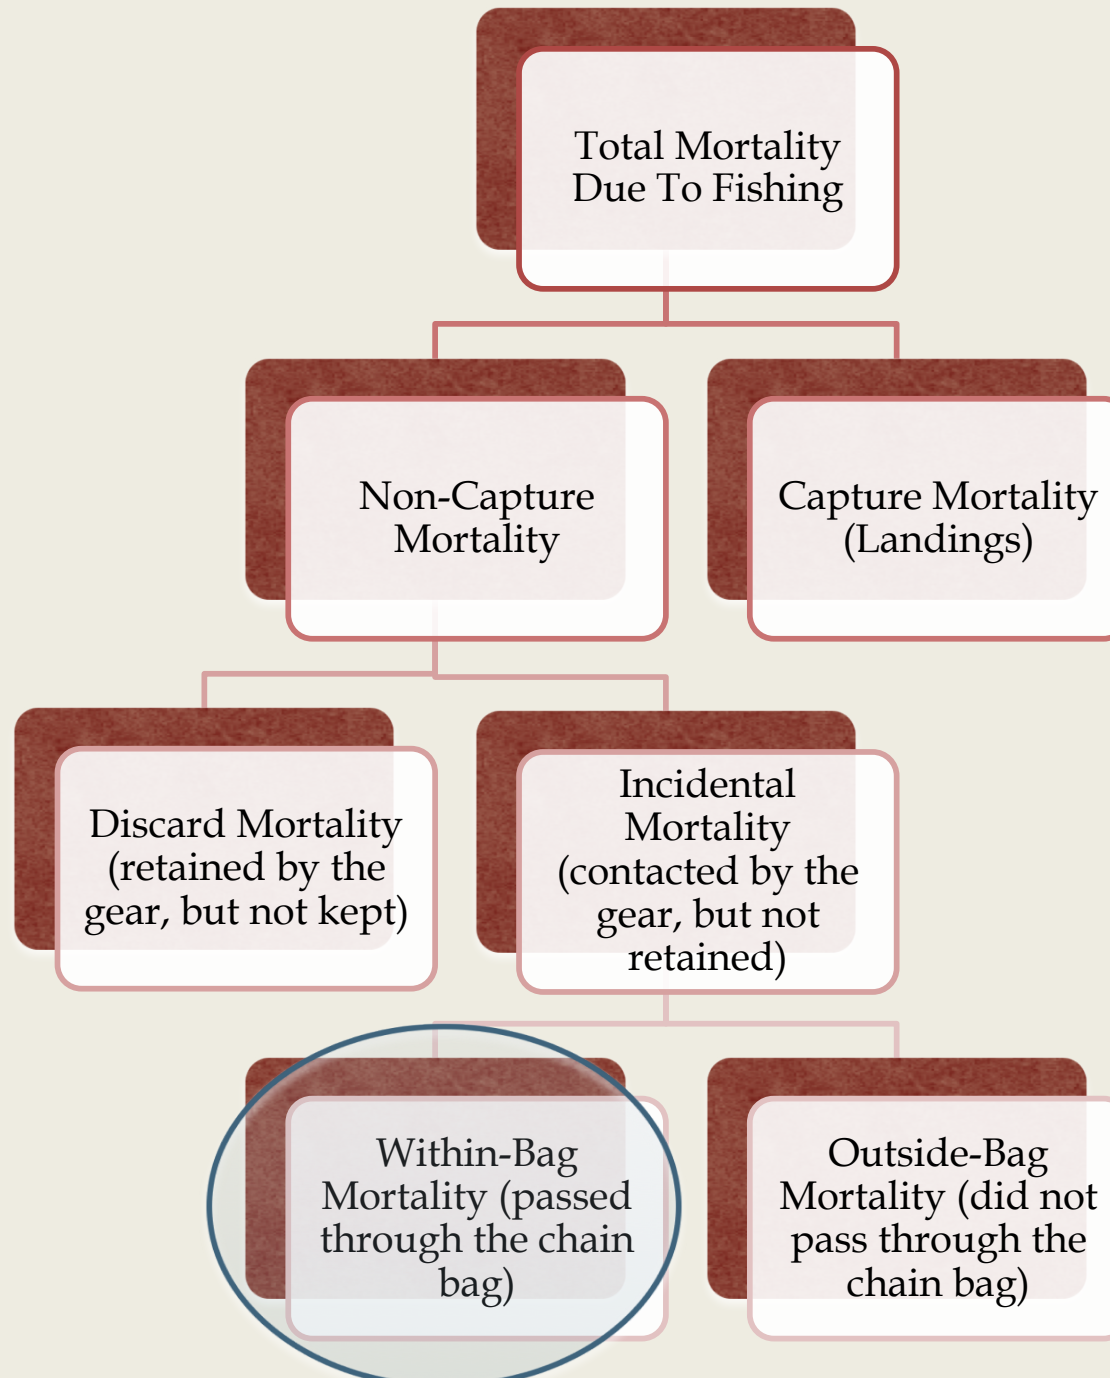 Total Mortality
Due To Fishing
Non-Capture
Mortality
Capture Mortality
(Landings)
Discard Mortality
(retained by the
gear, but not kept)
Incidental
Mortality
(contacted by the
gear, but not
retained)
Within-Bag
Mortality (passed
through the chain
bag)
Outside-Bag
Mortality (did not
pass through the
chain bag)